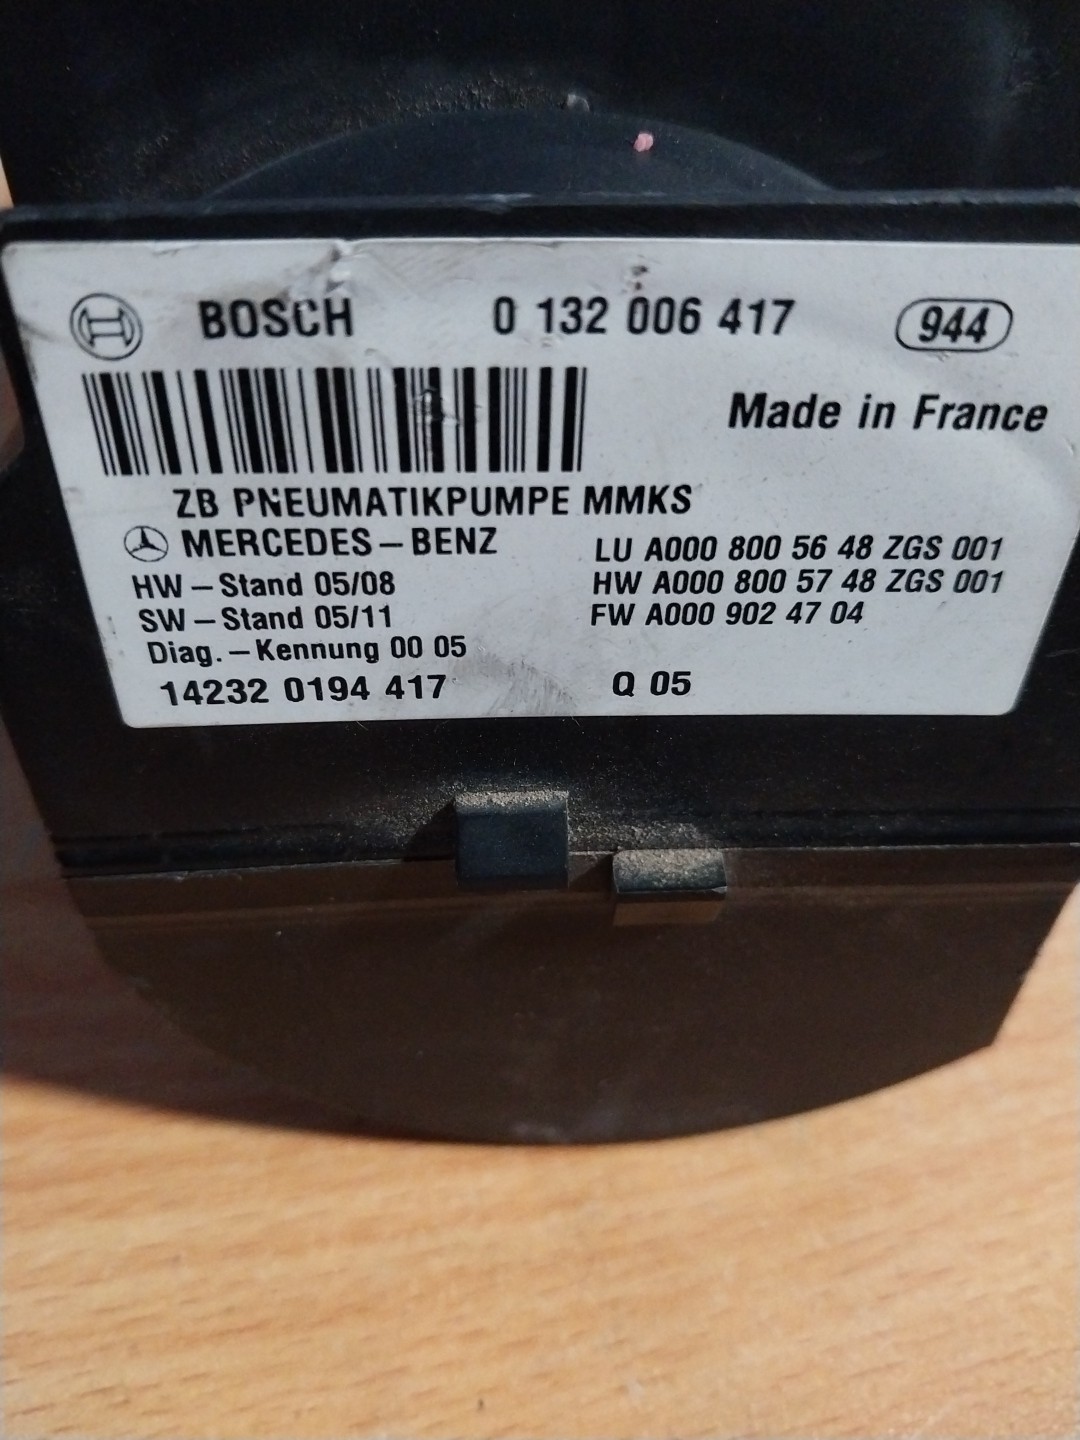 BOSCH 0 132 006 417 944
Made in France
ZB PNEUMATIKPUMPE MMKS
MERCEDES-BENZ LU A000 800 56 48 ZGS 001
HW-Stand 05/08 HW A000 800 57 48 ZGS 001
SW-Stand 05/11 FW A000 902 47 04
Diag.-Kennung 00 05
14232 0194 417 Q 05